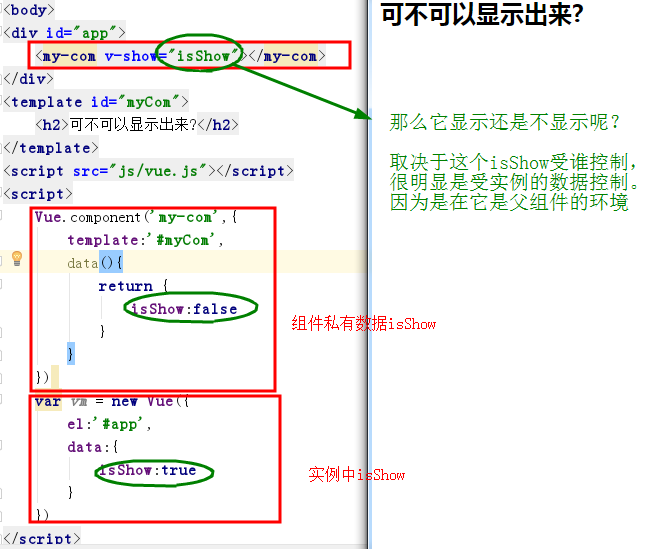 <body>
<div id="app">
<my-com v-show="isShow"></my-com>
</div>
<template id="myCom">
<h2>可不可以显示出来?</h2>
</template>
<script src="js/vue.js"></script>
<script>
Vue.component('my-com',{
template:'#myCom',
data(){
return {
isShow:false
}
}
})
var vm = new Vue({
el:'#app',
data:{
isShow:true
}
})
</script>
可不可以显示出来?
那么它显示还是不显示呢?
取决于这个isShow受谁控制,
很明显是受实例的数据控制。
因为是在它是父组件的环境
组件私有数据isShow
实例中isShow